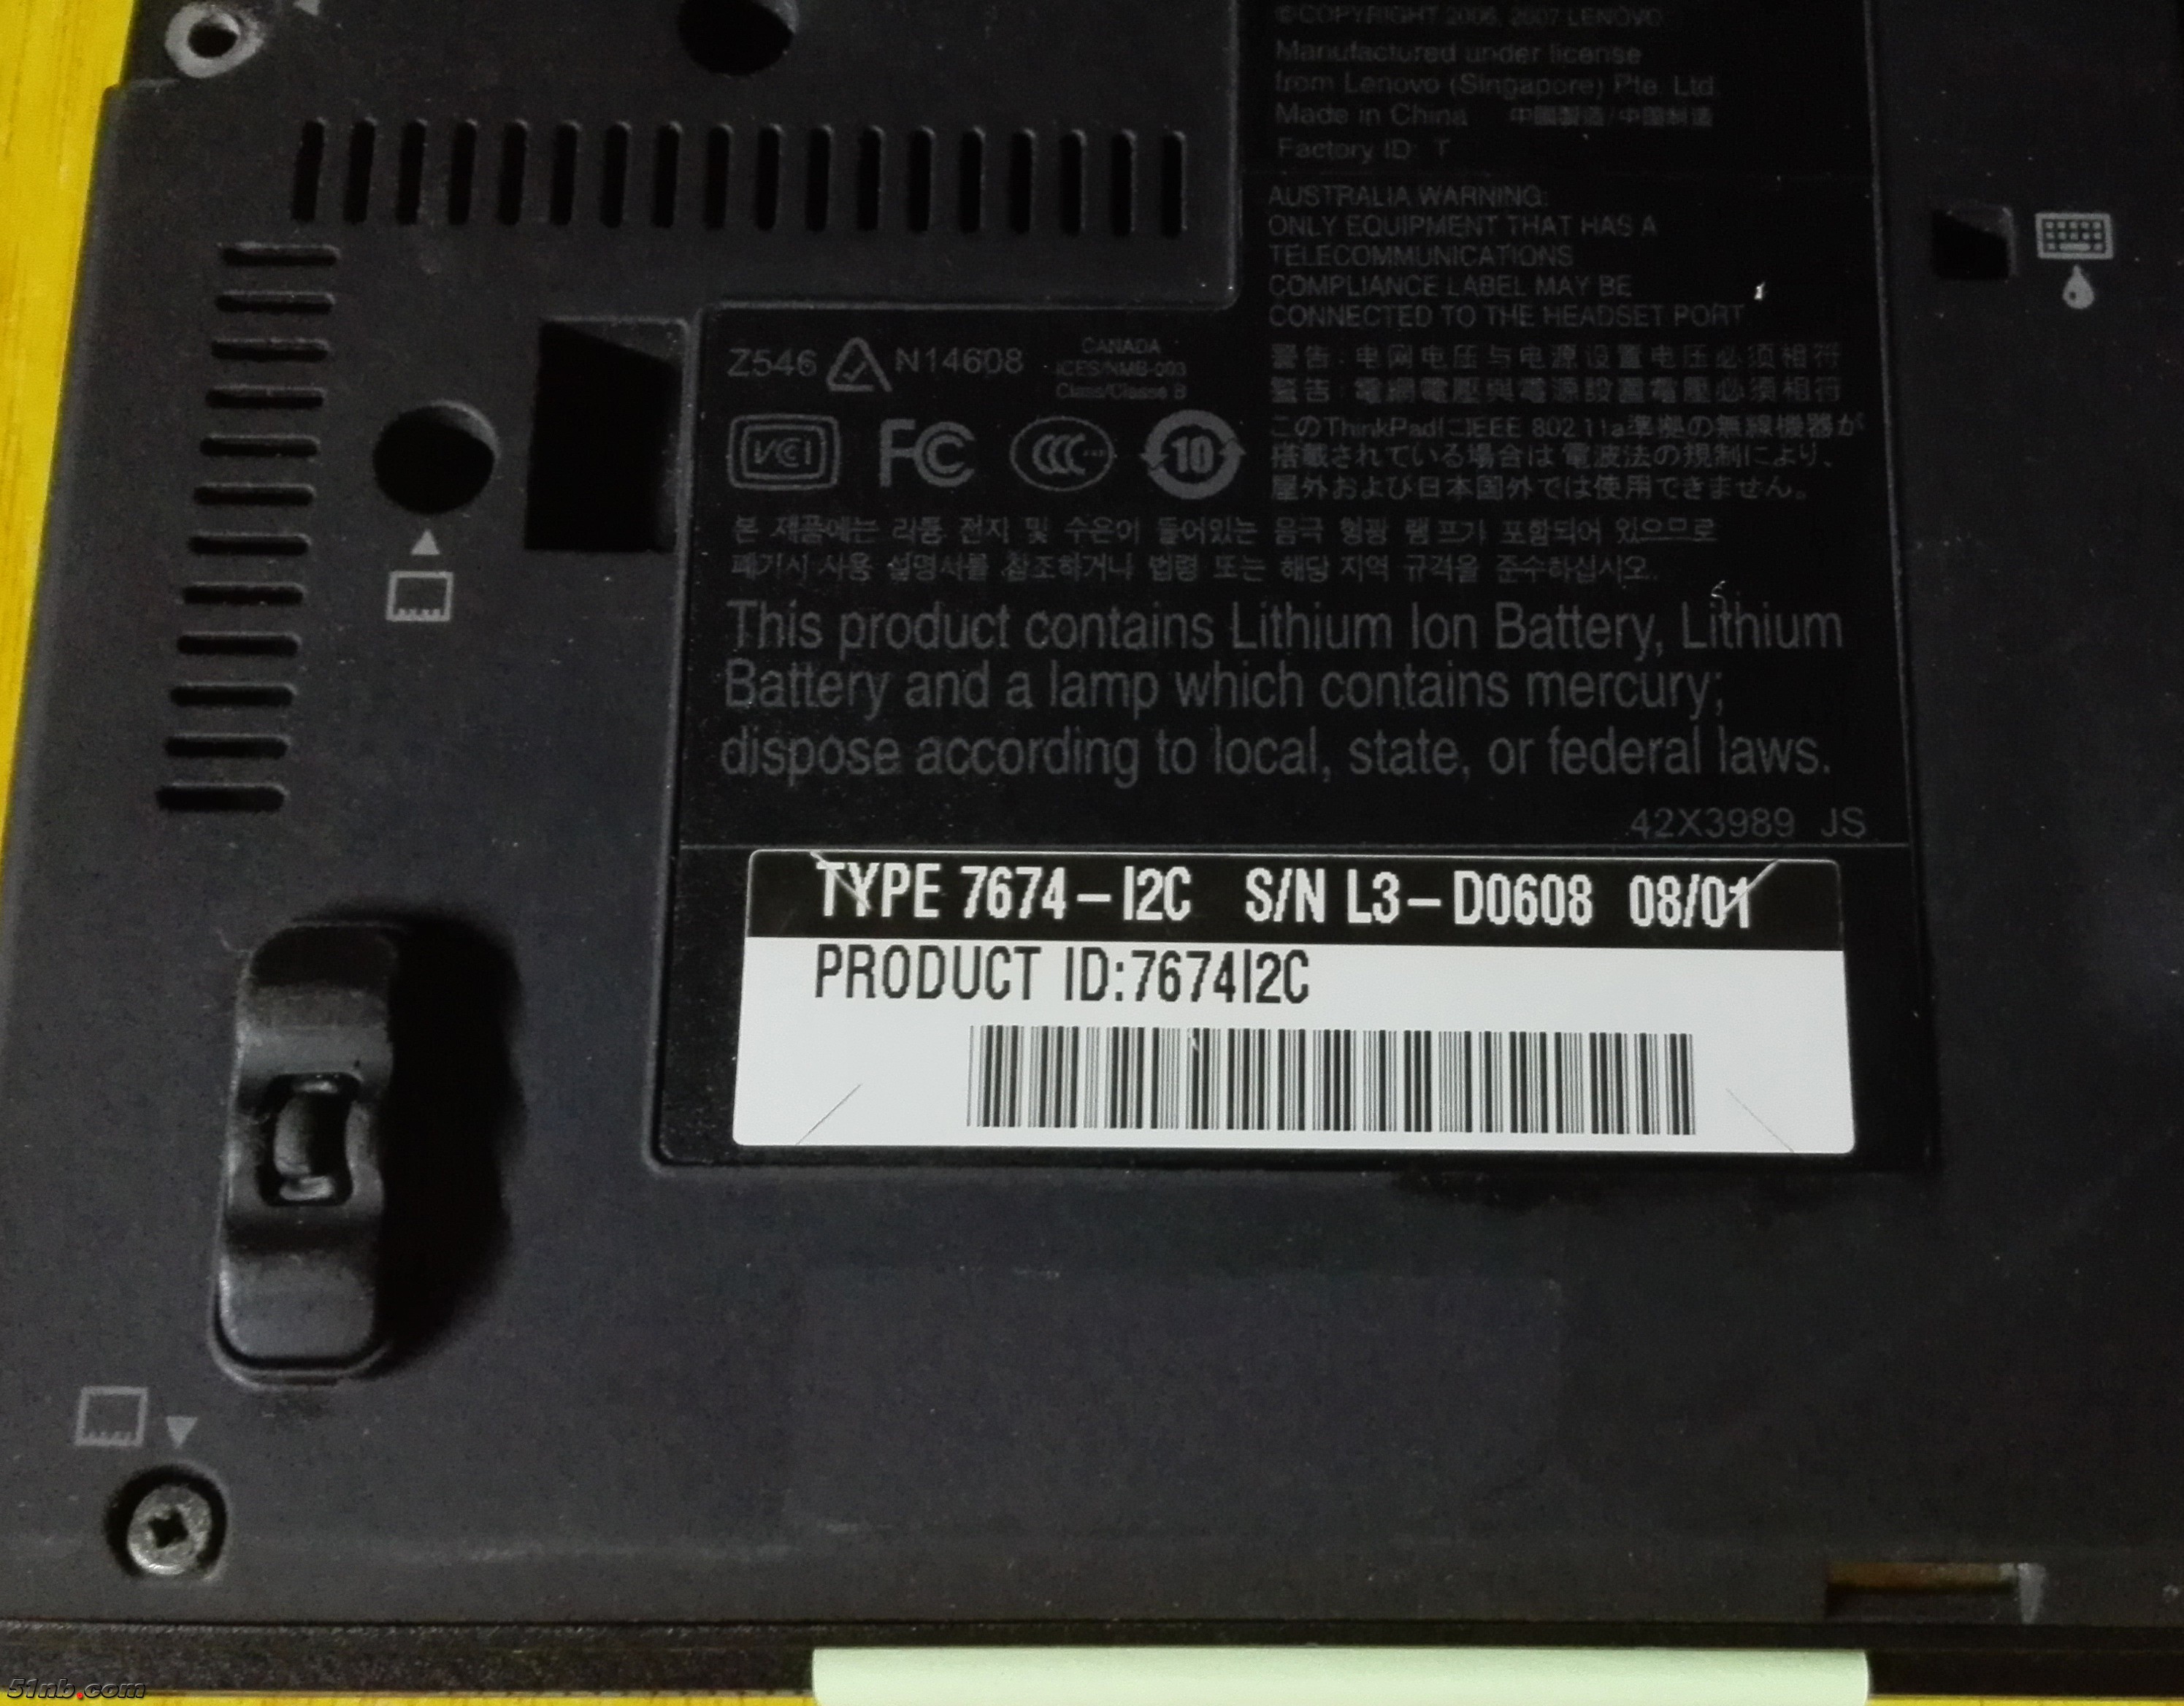 ©COPYRIGHT 2006, 2007 LENOVO
Manufactured under license
from Lenovo (Singapore) Pte. Ltd.
Made in China 中國製造/中国制造
Factory ID: T
AUSTRALIA WARNING:
ONLY EQUIPMENT THAT HAS A
TELECOMMUNICATIONS
COMPLIANCE LABEL MAY BE
CONNECTED TO THE HEADSET PORT
Z546 N14608
CANADA
ICES/NMB-003
Class/Classe B
警告:电网电压与电源设置电压必须相符
警告:電網電壓與電源設置電壓必須相符
VCI FC CCC 10
このThinkPadにIEEE 802.11a準拠の無線機器が
搭載されている場合は電波法の規制により、
屋外および日本国外では使用できません。
본 제품에는 리튬 전지 및 수은이 들어있는 음극 형광 램프가 포함되어 있으므로
폐기시 사용 설명서를 참조하거나 법령 또는 해당 지역 규격을 준수하십시오.
This product contains Lithium Ion Battery, Lithium
Battery and a lamp which contains mercury;
dispose according to local, state, or federal laws.
42X3989 JS
TYPE 7674-I2C S/N L3-D0608 08/01
PRODUCT ID:7674I2C
51nb.com